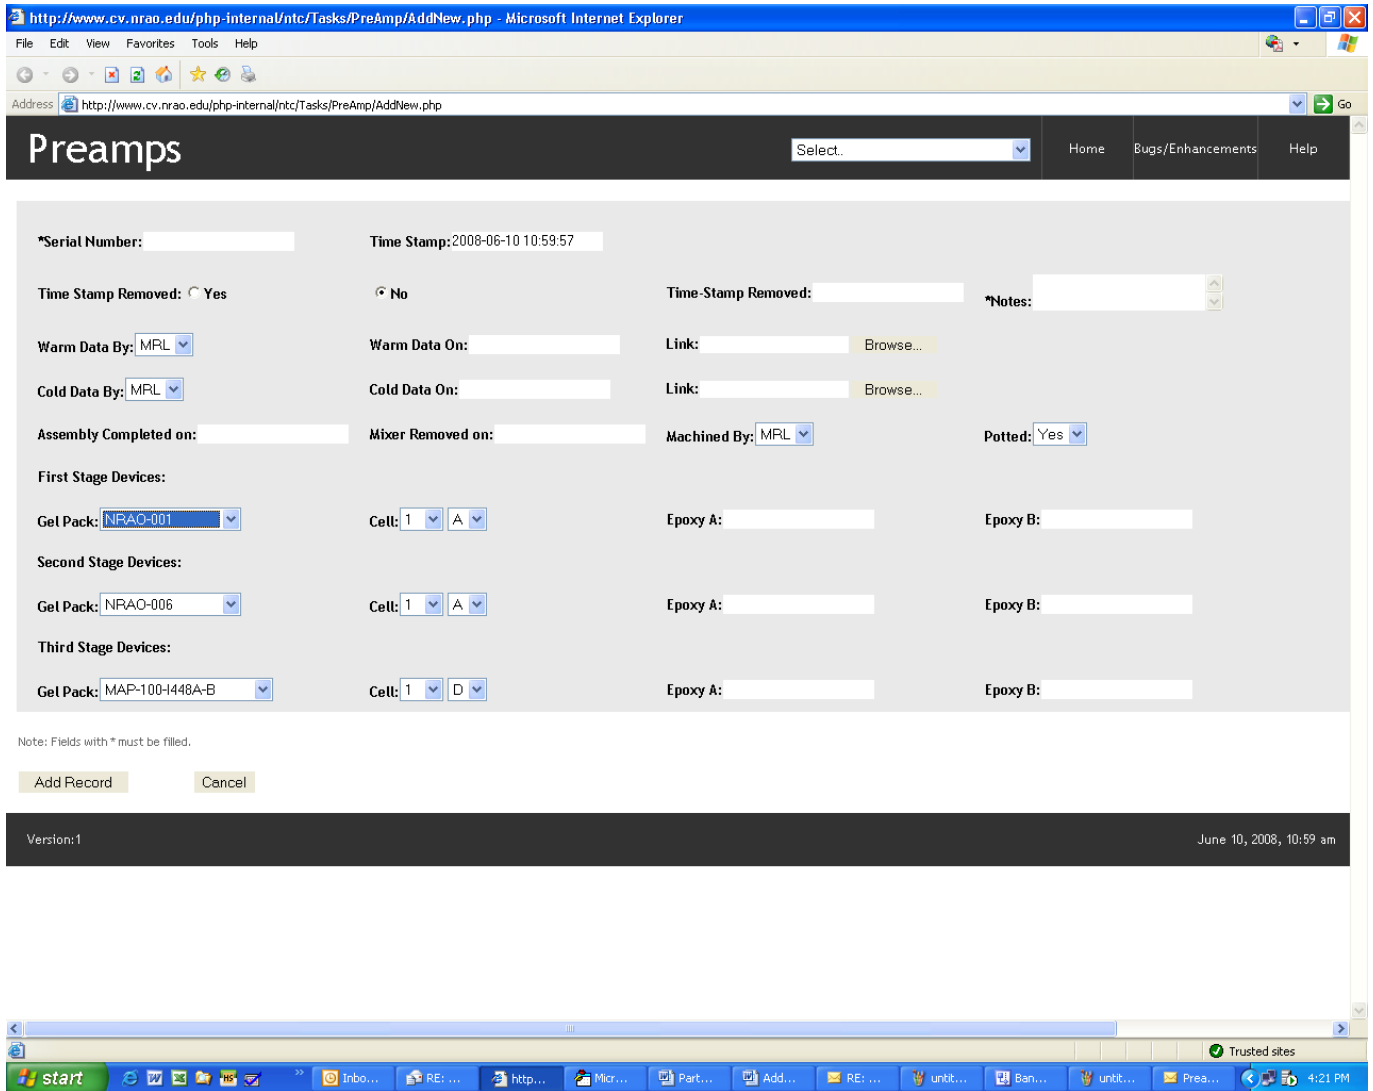 http://www.cv.nrao.edu/php-internal/ntc/Tasks/PreAmp/AddNew.php - Microsoft Internet Explorer
File Edit View Favorites Tools Help
Address http://www.cv.nrao.edu/php-internal/ntc/Tasks/PreAmp/AddNew.php Go
Preamps Select.. Home Bugs/Enhancements Help
*Serial Number: Time Stamp: 2008-06-10 10:59:57
Time Stamp Removed: Yes No Time-Stamp Removed: *Notes:
Warm Data By: MRL Warm Data On: Link: Browse...
Cold Data By: MRL Cold Data On: Link: Browse...
Assembly Completed on: Mixer Removed on: Machined By: MRL Potted: Yes
First Stage Devices:
Gel Pack: NRAO-001 Cell: 1 A Epoxy A: Epoxy B:
Second Stage Devices:
Gel Pack: NRAO-006 Cell: 1 A Epoxy A: Epoxy B:
Third Stage Devices:
Gel Pack: MAP-100-I448A-B Cell: 1 D Epoxy A: Epoxy B:
Note: Fields with * must be filled.
Add Record Cancel
Version:1 June 10, 2008, 10:59 am
Trusted sites
start Inbo... RE: ... http... Micr... Part... Add... RE: ... untit... Ban... untit... Prea... 4:21 PM